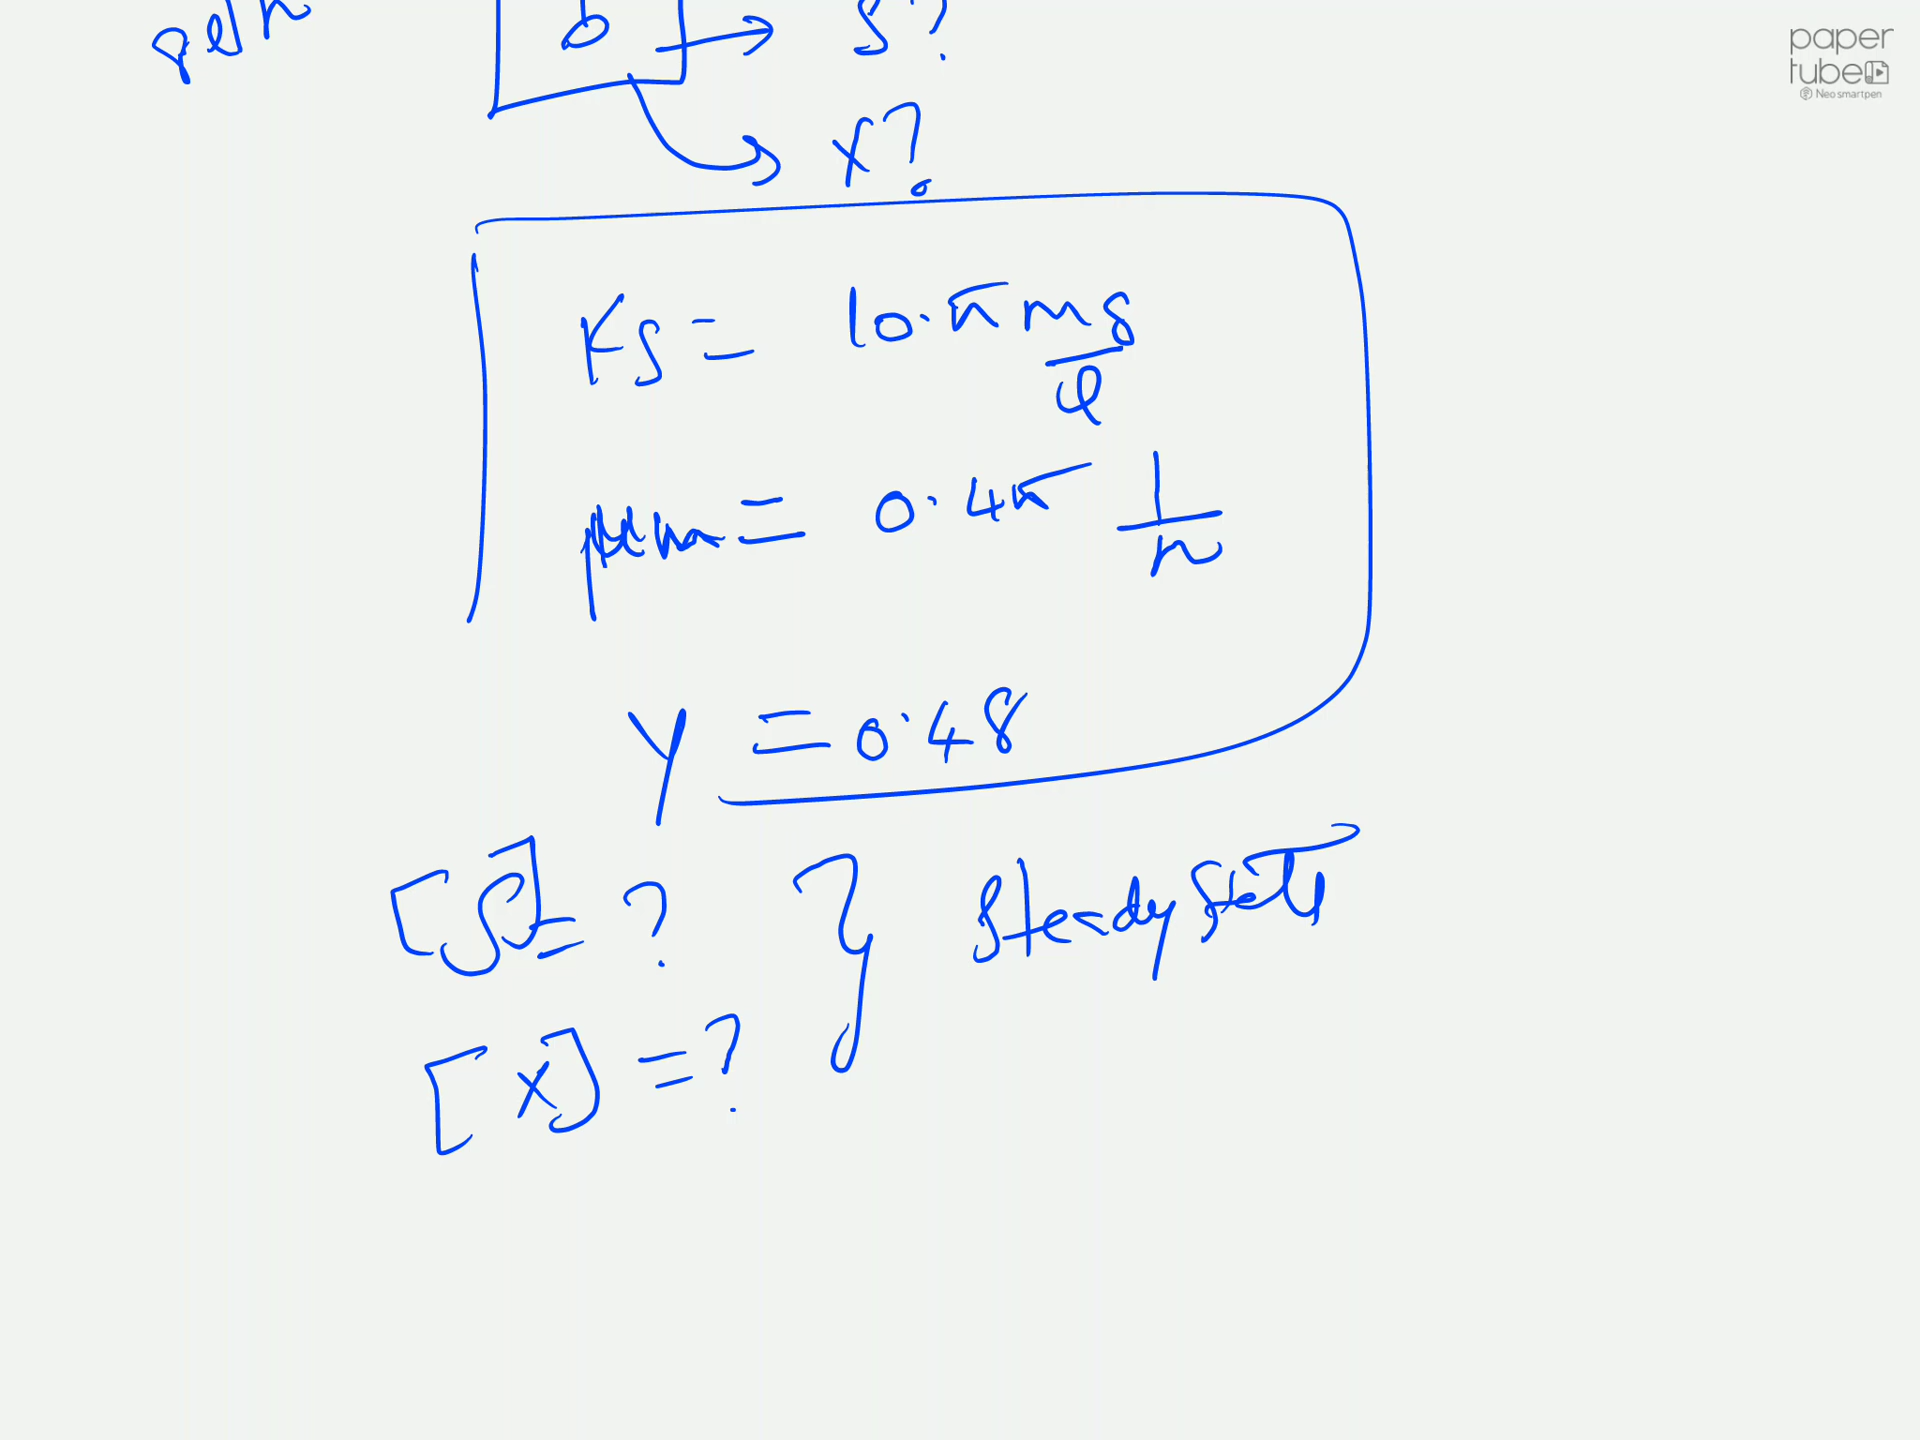 S?
X?
Ks = 10.5 mg/l
μm = 0.45 1/h
Y = 0.48
[S] = ?
} Steady state
[X] = ?
paper
tube
Neo smartpen